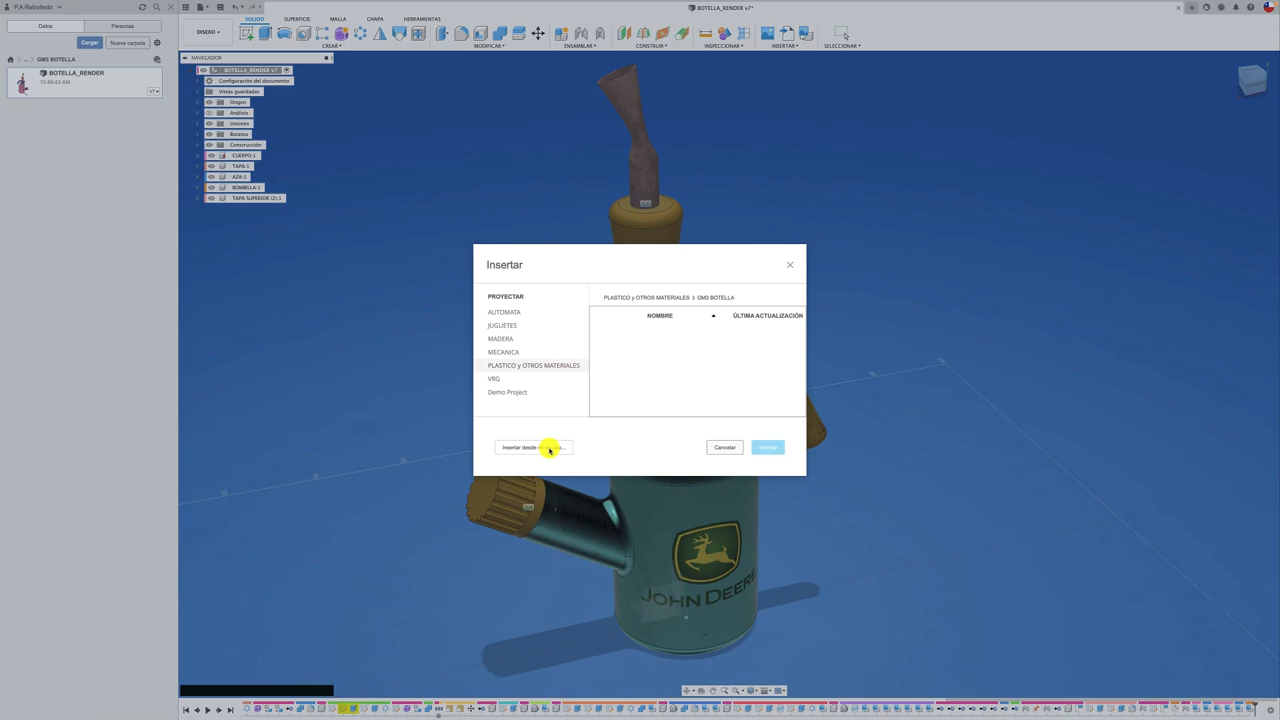 P.A Rebolledo
BOTELLA_RENDER v7*
Datos
Personas
Cargar
Nueva carpeta
...
GM3 BOTELLA
BOTELLA_RENDER
10:48:43 AM
V7
DISEÑO
SÓLIDO
SUPERFICIE
MALLA
CHAPA
HERRAMIENTAS
CREAR
MODIFICAR
ENSAMBLAR
CONSTRUIR
INSPECCIONAR
INSERTAR
SELECCIONAR
NAVEGADOR
BOTELLA_RENDER v7
Configuración del documento
Vistas guardadas
Origen
Análisis
Uniones
Bocetos
Construcción
CUERPO:1
TAPA:1
AZA:1
BOMBILLA:1
TAPA SUPERIOR (2):1
Insertar
PROYECTAR
AUTOMATA
JUGUETES
MADERA
MECANICA
PLASTICO y OTROS MATERIALES
VRG
Demo Project
PLASTICO y OTROS MATERIALES > GM3 BOTELLA
NOMBRE
ÚLTIMA ACTUALIZACIÓN
Insertar desde
Cancelar
Insertar
JOHN DEERE